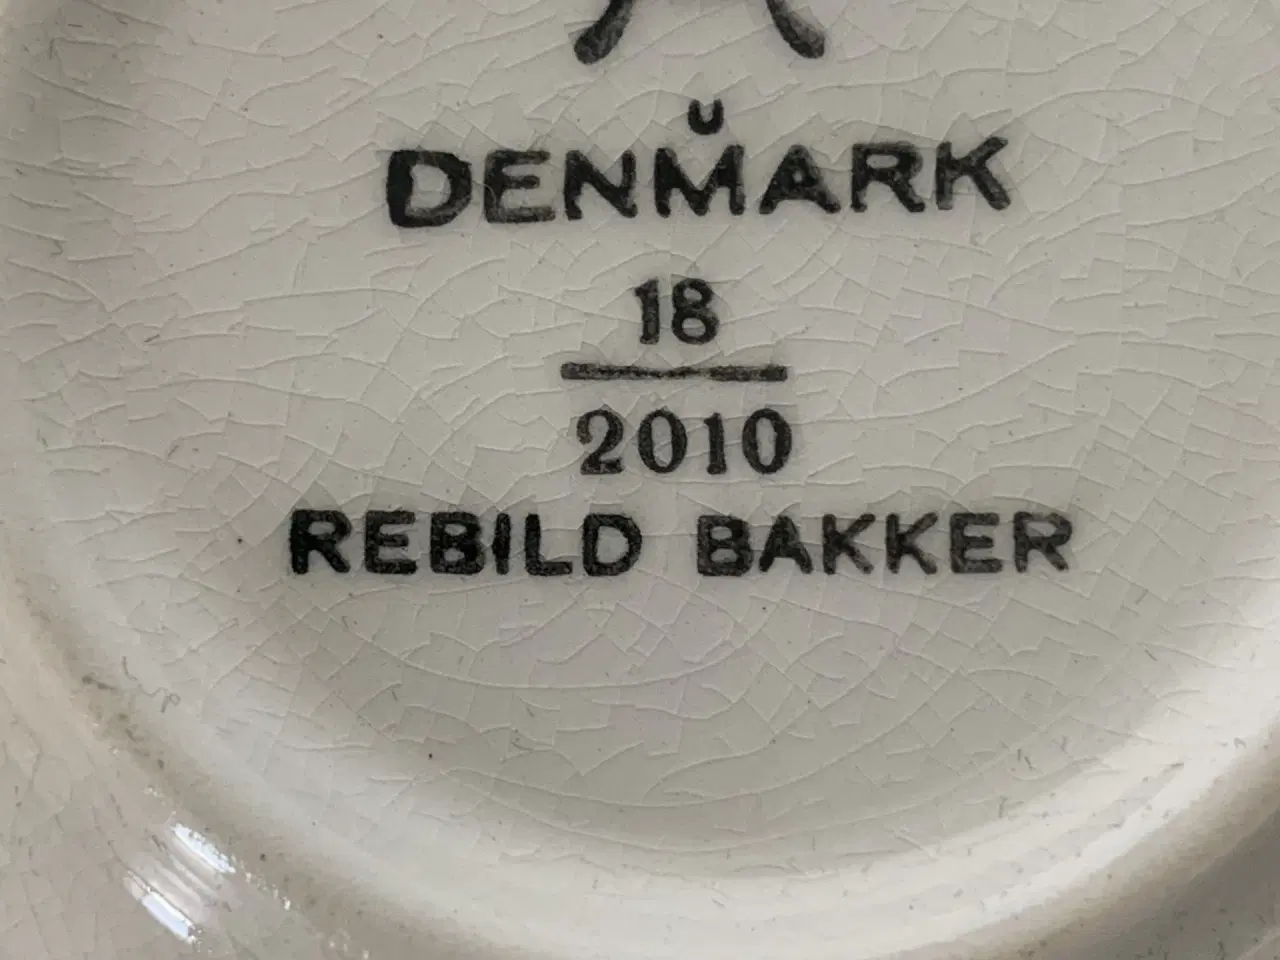 DENMARK
18
2010
REBILD BAKKER